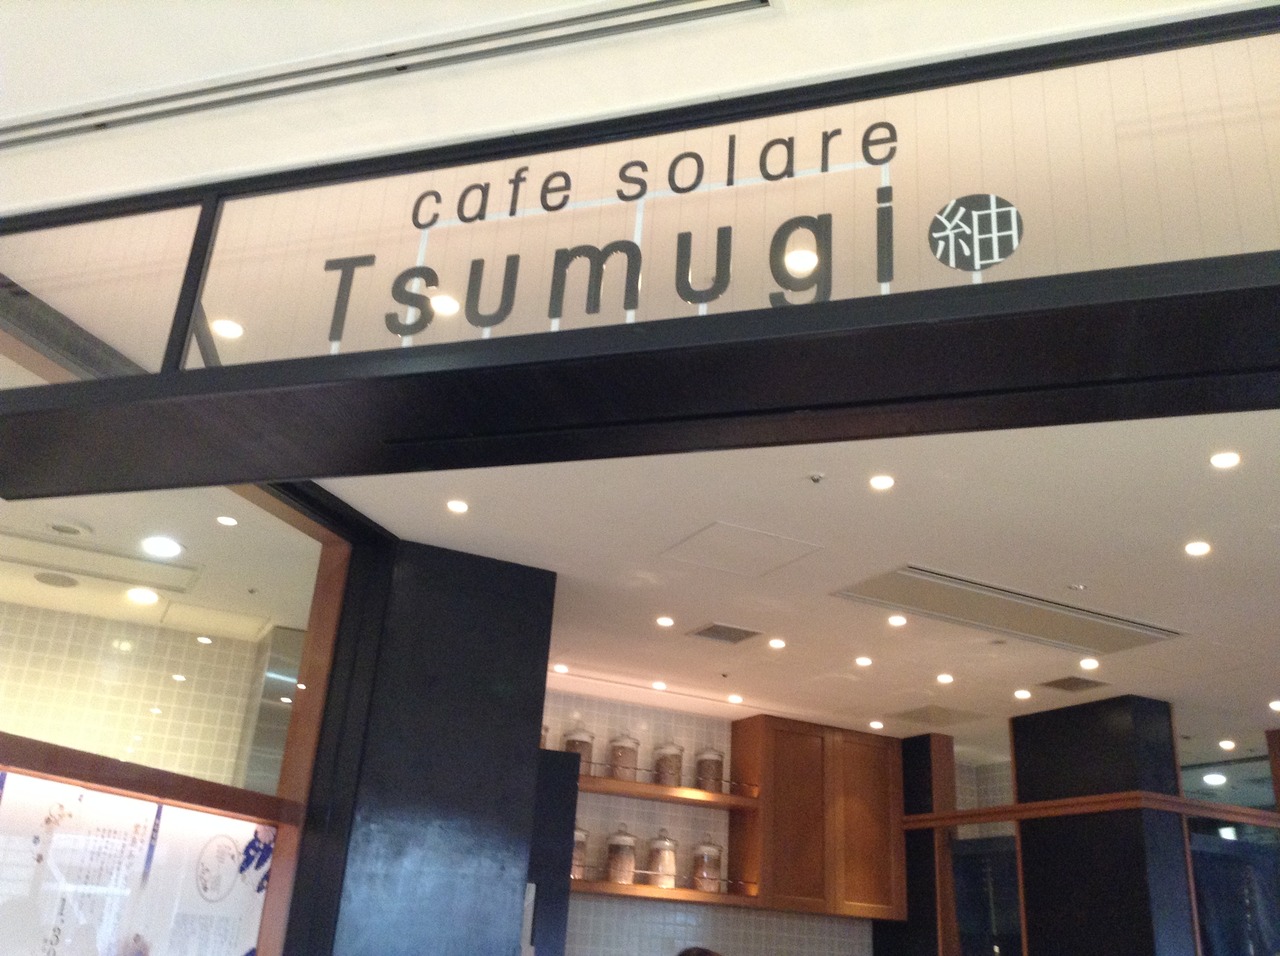 cafe solare
Tsumugi 紬